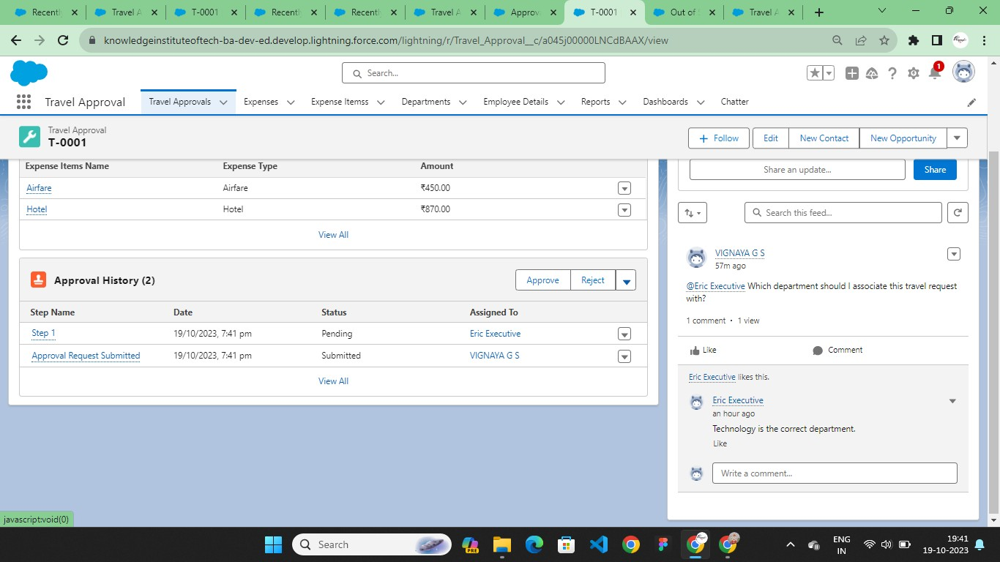 Recentl
Travel A
T-0001
Recentl
Recentl
Travel A
Approva
T-0001
Out of
Travel A
knowledgeinstituteoftech-ba-dev-ed.develop.lightning.force.com/lightning/r/Travel_Approval__c/a045j00000LNCdBAAX/view
Search...
1
Travel Approval
Travel Approvals
Expenses
Expense Itemss
Departments
Employee Details
Reports
Dashboards
Chatter
Travel Approval
T-0001
+ Follow
Edit
New Contact
New Opportunity
Expense Items Name
Expense Type
Amount
Airfare
Airfare
₹450.00
Hotel
Hotel
₹870.00
View All
Approval History (2)
Approve
Reject
Step Name
Date
Status
Assigned To
Step 1
19/10/2023, 7:41 pm
Pending
Eric Executive
Approval Request Submitted
19/10/2023, 7:41 pm
Submitted
VIGNAYA G S
View All
Share an update...
Share
Search this feed...
VIGNAYA G S
57m ago
@Eric Executive Which department should I associate this travel request
with?
1 comment · 1 view
Like
Comment
Eric Executive likes this.
Eric Executive
an hour ago
Technology is the correct department.
Like
Write a comment...
javascript:void(0)
Search
PRE
ENG
IN
19:41
19-10-2023